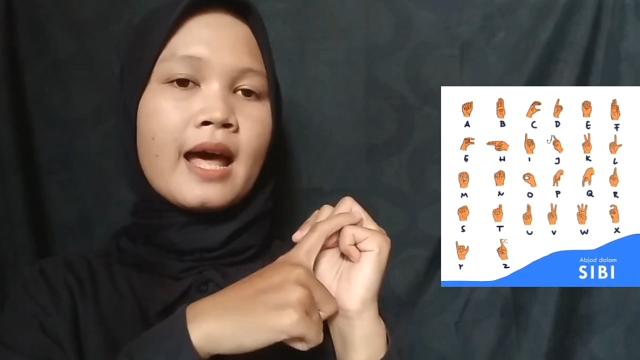 A B C D E F
G H I J K L
M N O P Q R
S T U V W X
Y Z
Abjad dalam
SIBI